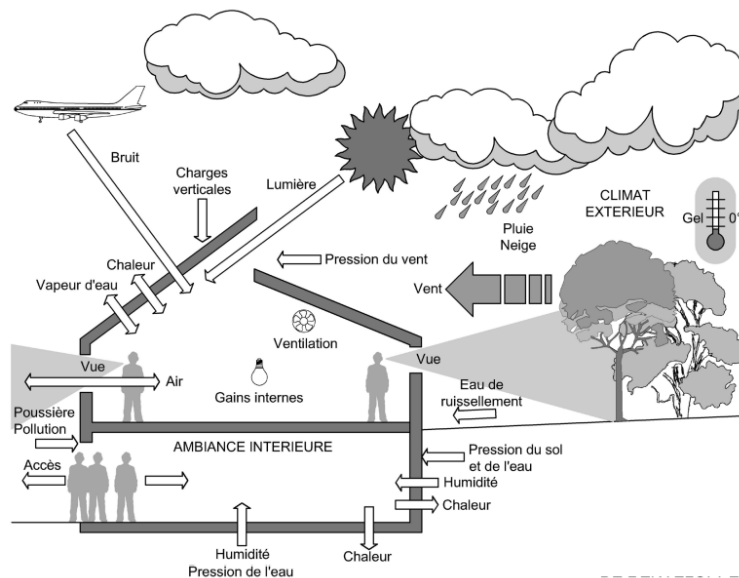 Bruit
Charges
verticales
Lumière
CLIMAT
EXTERIEUR
Gel
0°
Pluie
Neige
Chaleur
Vapeur d'eau
Pression du vent
Vent
Ventilation
Vue
Vue
Air
Gains internes
Eau de
ruissellement
Poussière
Pollution
AMBIANCE INTERIEURE
Pression du sol
et de l'eau
Accès
Humidité
Chaleur
Humidité
Pression de l'eau
Chaleur